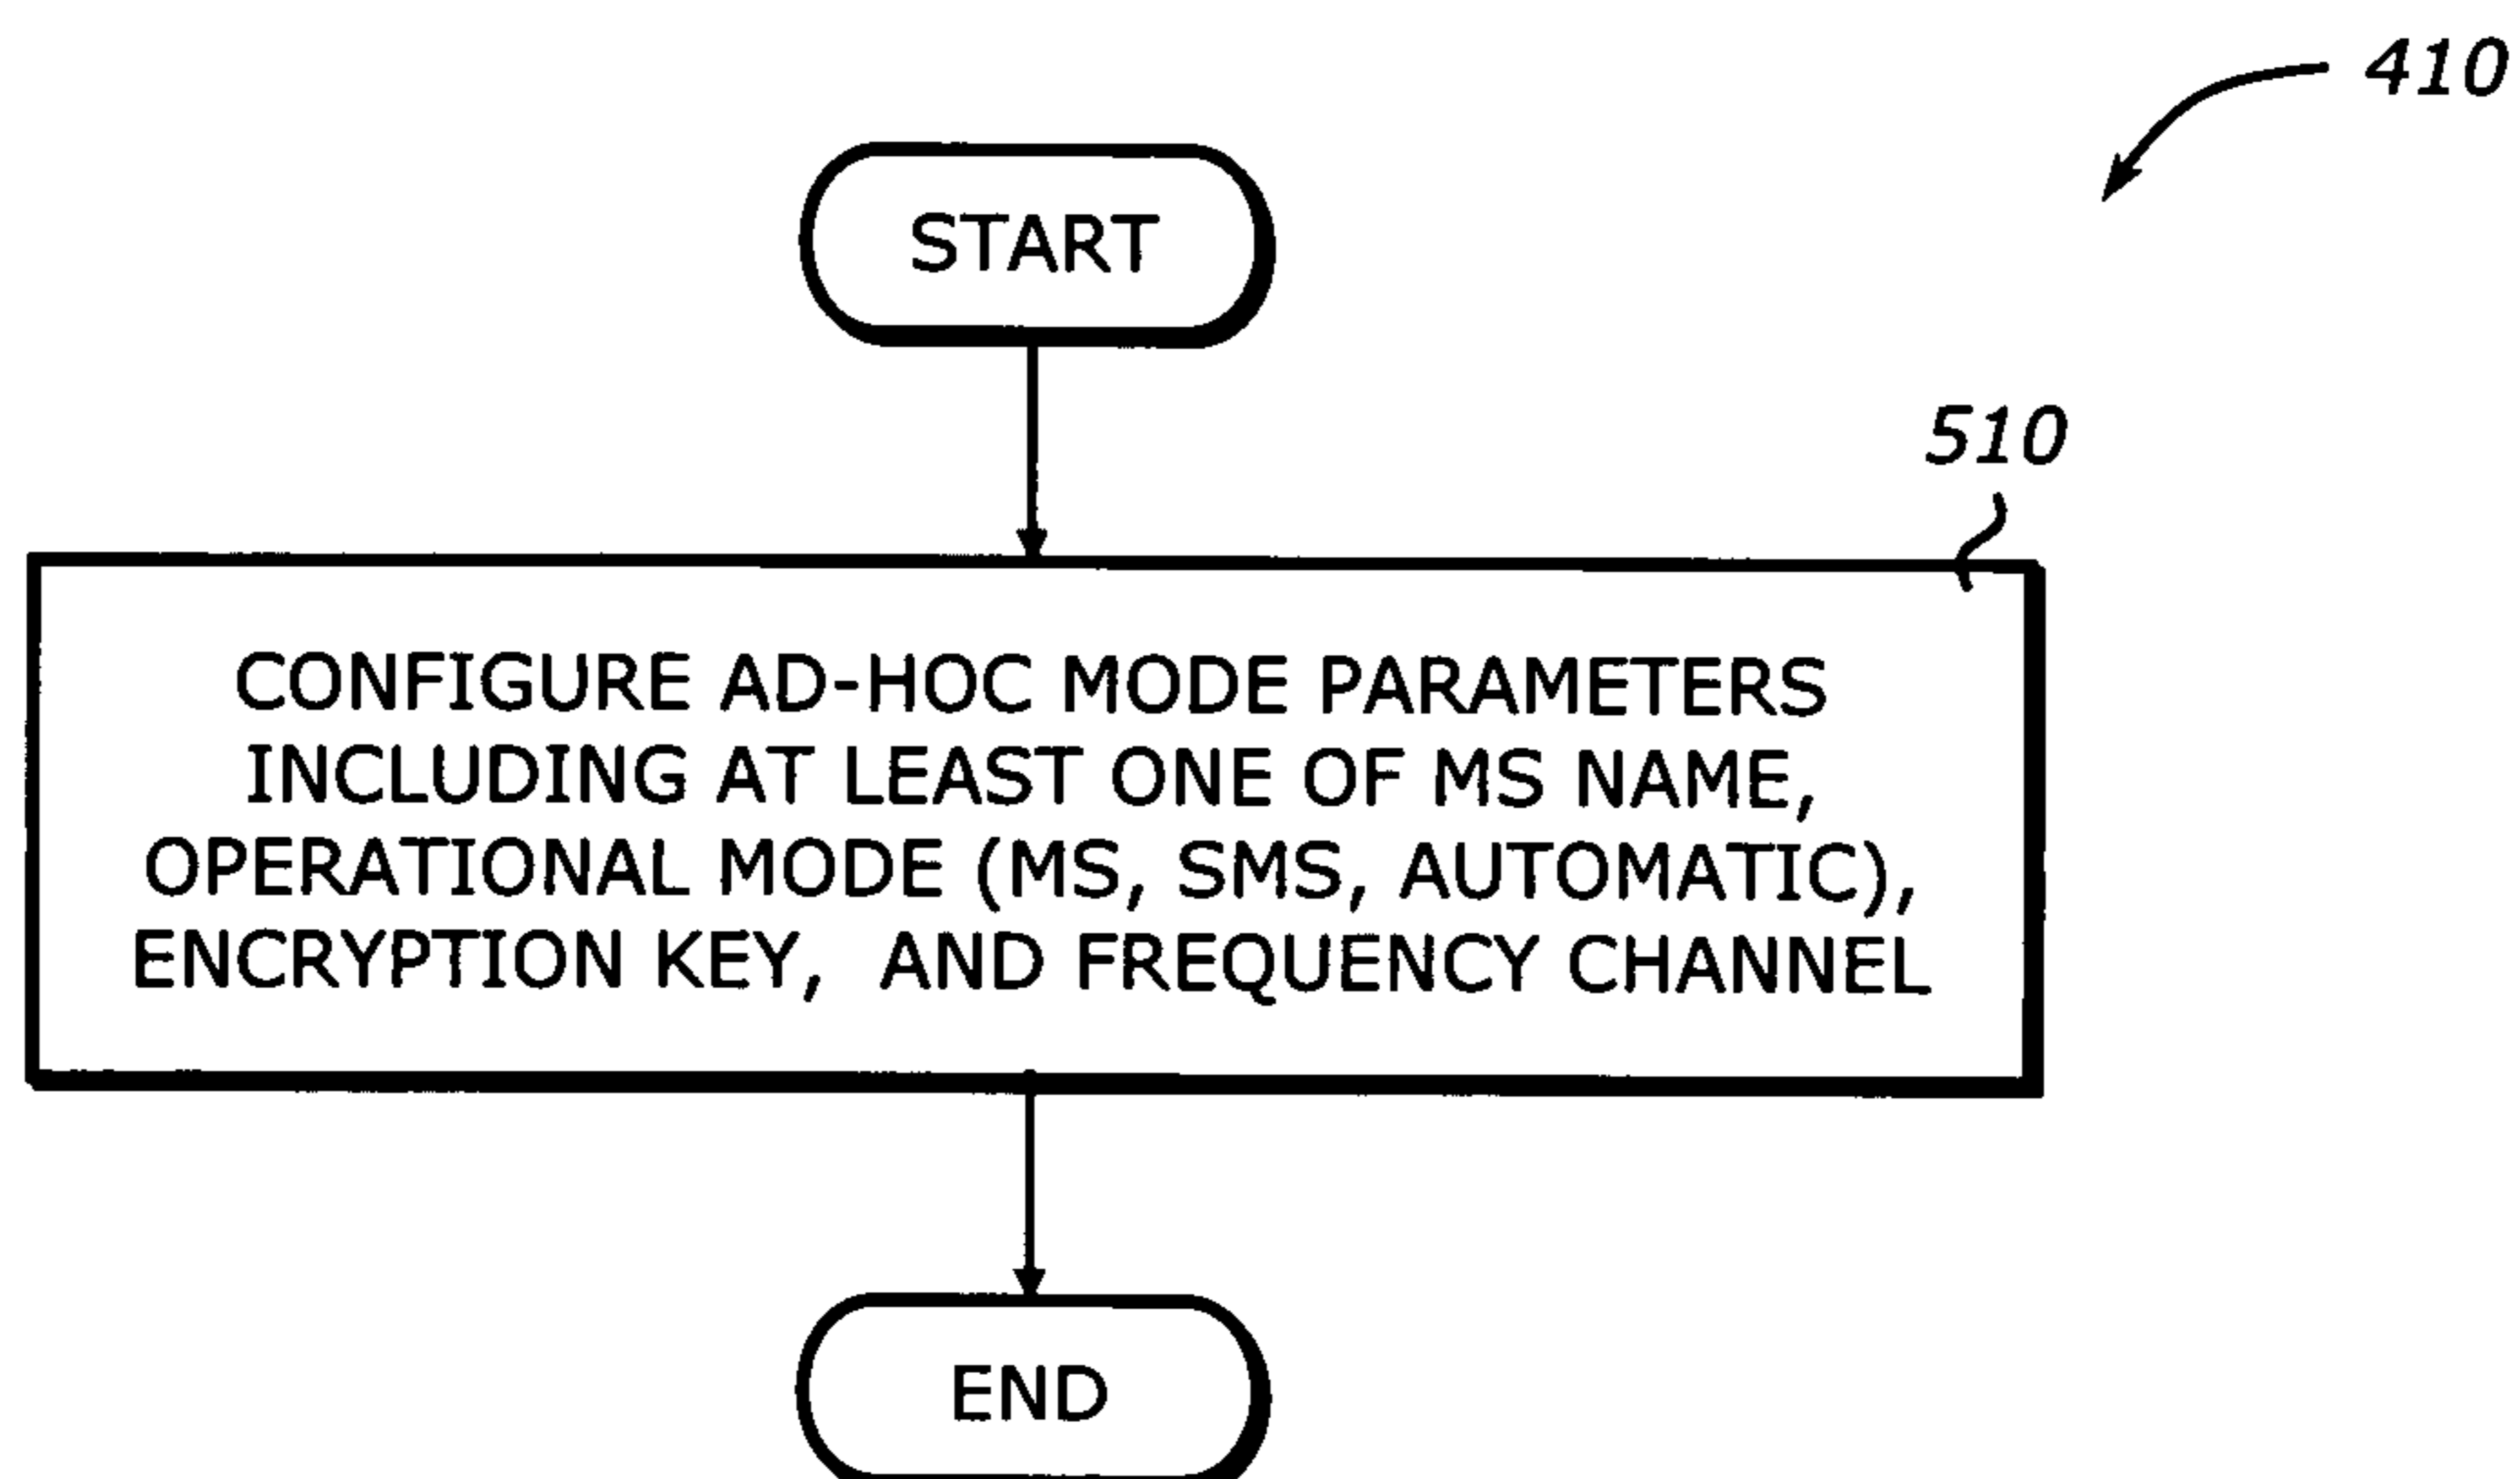 410
START
510
CONFIGURE AD-HOC MODE PARAMETERS
INCLUDING AT LEAST ONE OF MS NAME,
OPERATIONAL MODE (MS, SMS, AUTOMATIC),
ENCRYPTION KEY, AND FREQUENCY CHANNEL
END